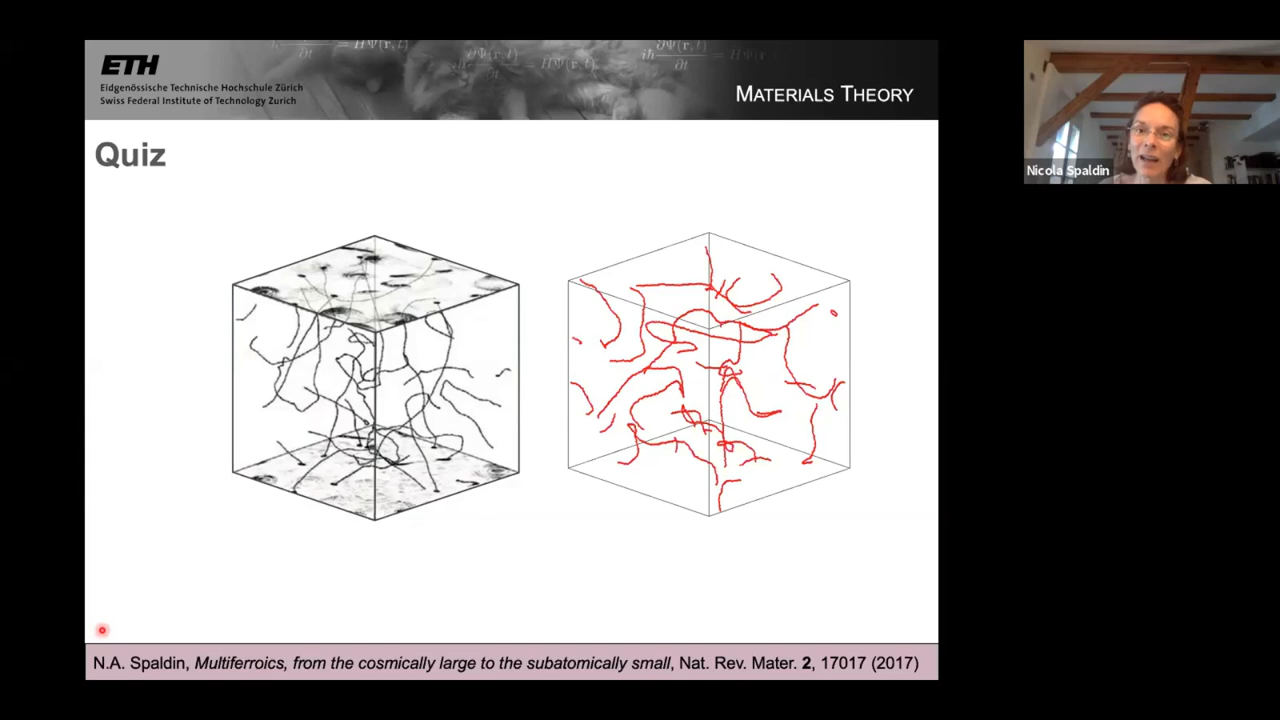 ETH
Eidgenössische Technische Hochschule Zürich
Swiss Federal Institute of Technology Zurich
MATERIALS THEORY
Quiz
Nicola Spaldin
N.A. Spaldin, Multiferroics, from the cosmically large to the subatomically small, Nat. Rev. Mater. 2, 17017 (2017)